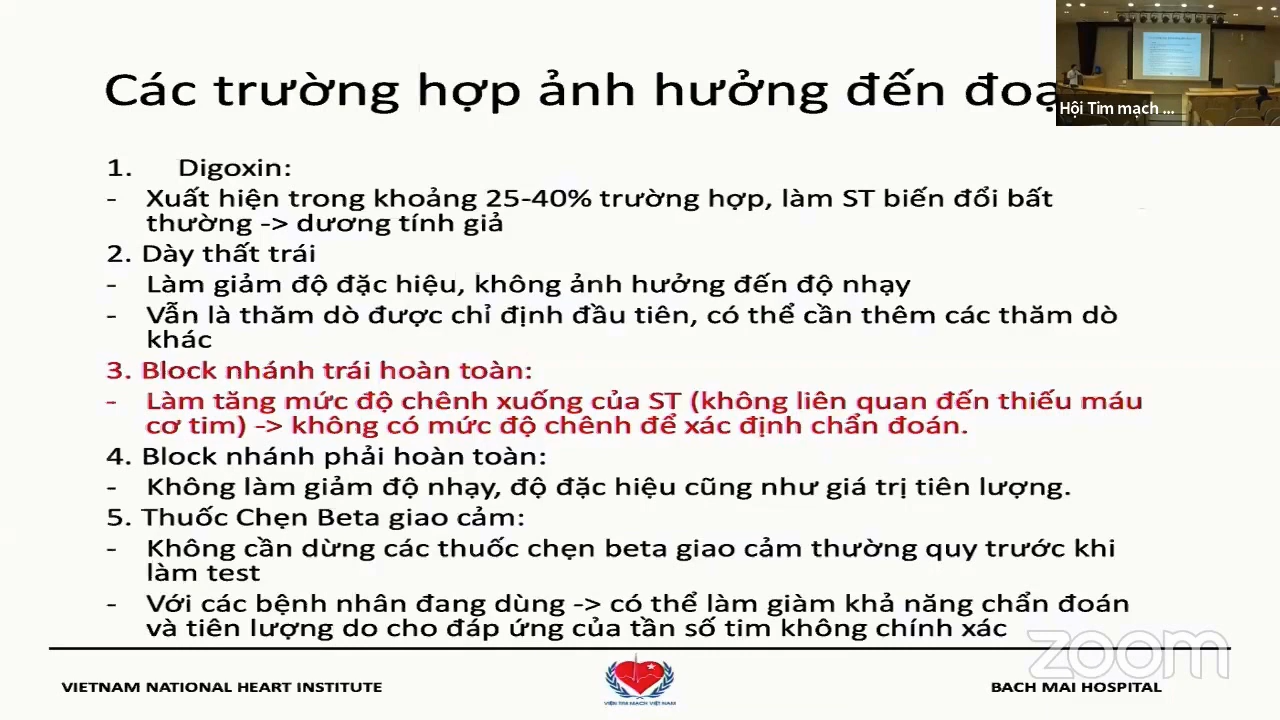 Các trường hợp ảnh hưởng đến đoạ
Hội Tim mạch ...
1. Digoxin:
- Xuất hiện trong khoảng 25-40% trường hợp, làm ST biến đổi bất
thường -> dương tính giả
2. Dày thất trái
- Làm giảm độ đặc hiệu, không ảnh hưởng đến độ nhạy
- Vẫn là thăm dò được chỉ định đầu tiên, có thể cần thêm các thăm dò
khác
3. Block nhánh trái hoàn toàn:
- Làm tăng mức độ chênh xuống của ST (không liên quan đến thiếu máu
cơ tim) -> không có mức độ chênh để xác định chẩn đoán.
4. Block nhánh phải hoàn toàn:
- Không làm giảm độ nhạy, độ đặc hiệu cũng như giá trị tiên lượng.
5. Thuốc Chẹn Beta giao cảm:
- Không cần dừng các thuốc chẹn beta giao cảm thường quy trước khi
làm test
- Với các bệnh nhân đang dùng -> có thể làm giàm khả năng chẩn đoán
và tiên lượng do cho đáp ứng của tần số tim không chính xác
zoom
VIETNAM NATIONAL HEART INSTITUTE
VIỆN TIM MẠCH VIỆT NAM
BACH MAI HOSPITAL